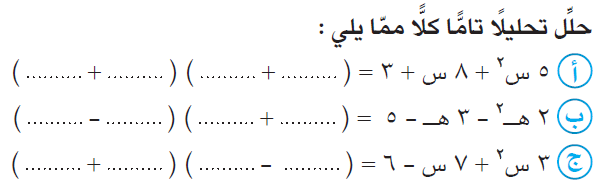 حلِّل تحليلًا تامًّا كلًّا ممّا يلي :
أ ٥ س٢ + ٨ س + ٣ = ( .......... + .......... ) ( .......... + .......... )
ب ٢ هـ٢ – ٣ هـ – ٥ = ( .......... + .......... ) ( .......... – .......... )
ج ٣ س٢ + ٧ س – ٦ = ( .......... – .......... ) ( .......... + .......... )